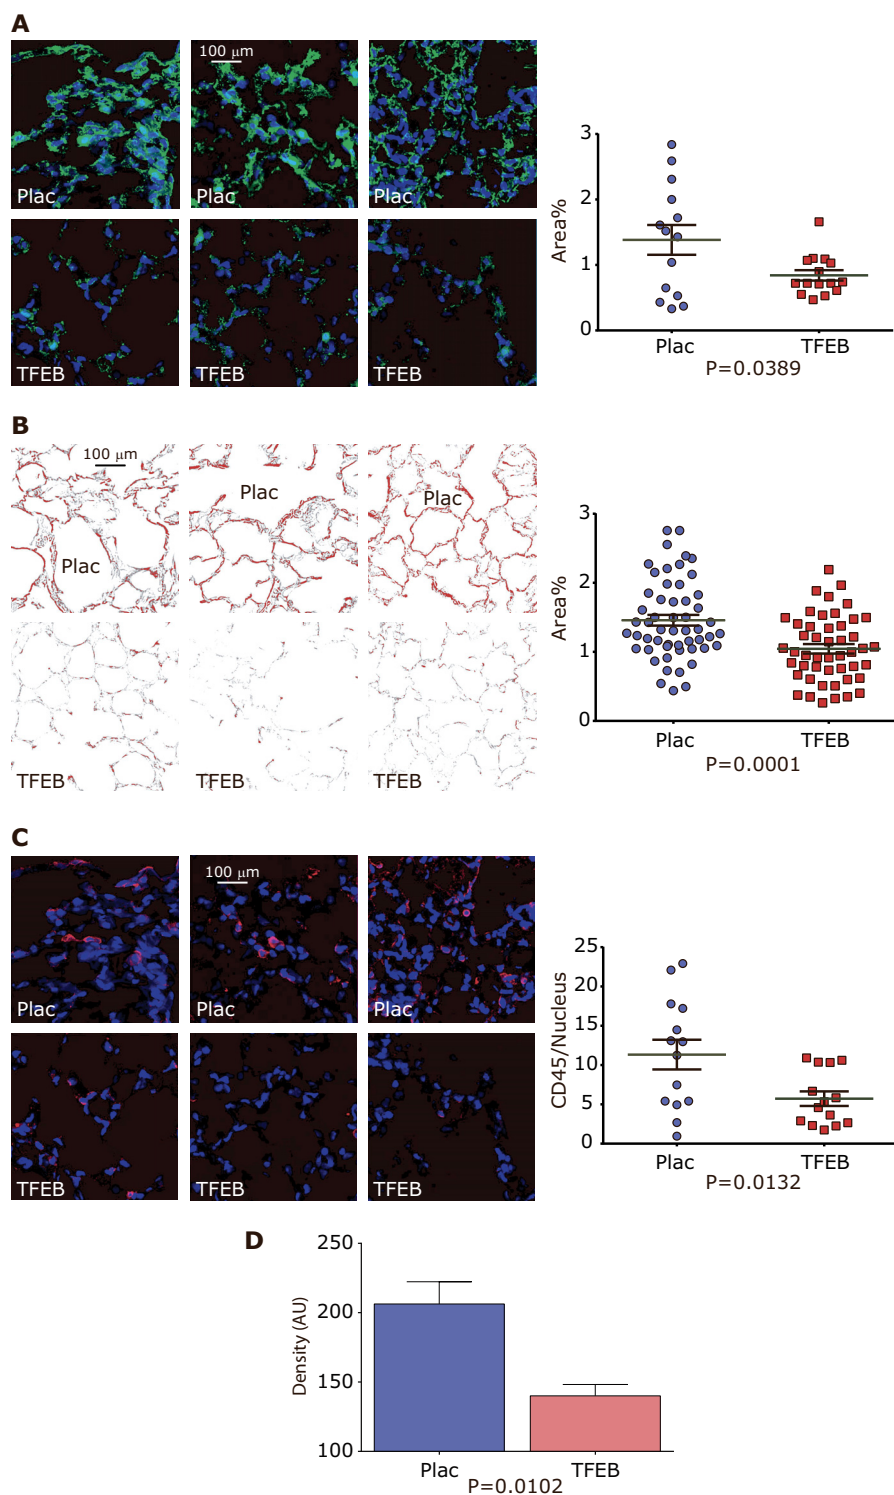 A
100 µm
Plac
Plac
Plac
TFEB
TFEB
TFEB
3
2
1
0
Area%
Plac
TFEB
P=0.0389
B
100 µm
Plac
Plac
Plac
TFEB
TFEB
TFEB
3
2
1
0
Area%
Plac
TFEB
P=0.0001
C
100 µm
Plac
Plac
Plac
TFEB
TFEB
TFEB
25
20
15
10
5
0
CD45/Nucleus
Plac
TFEB
P=0.0132
D
250
200
150
100
Density (AU)
Plac
TFEB
P=0.0102